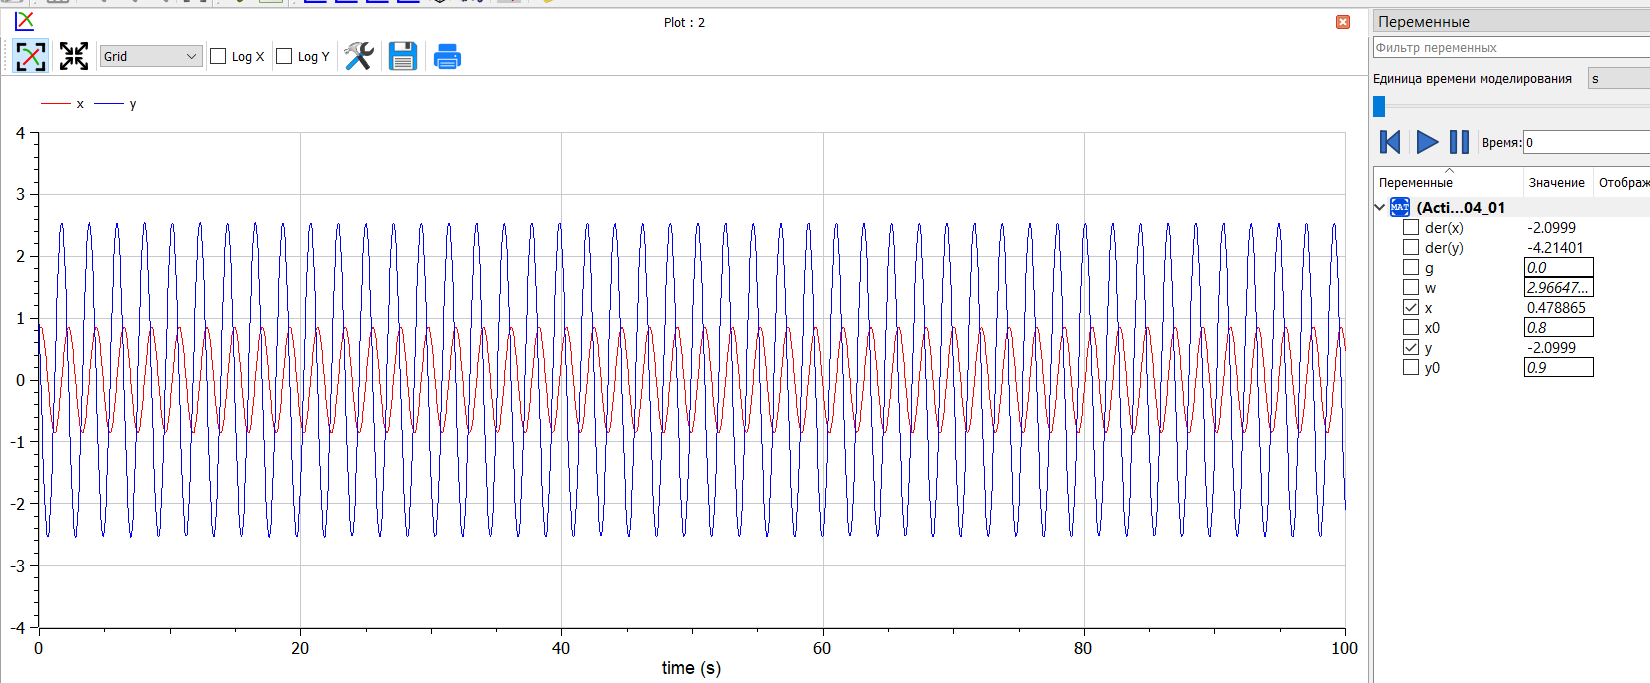 Plot : 2
Grid
Log X
Log Y
x
y
4
3
2
1
0
-1
-2
-3
-4
0
20
40
60
80
100
time (s)
Переменные
Фильтр переменных
Единица времени моделирования
s
Время:
0
Переменные
Значение
Отображ
MAT
(Acti...04_01
der(x)
-2.0999
der(y)
-4.21401
g
0.0
w
2.96647...
x
0.478865
x0
0.8
y
-2.0999
y0
0.9